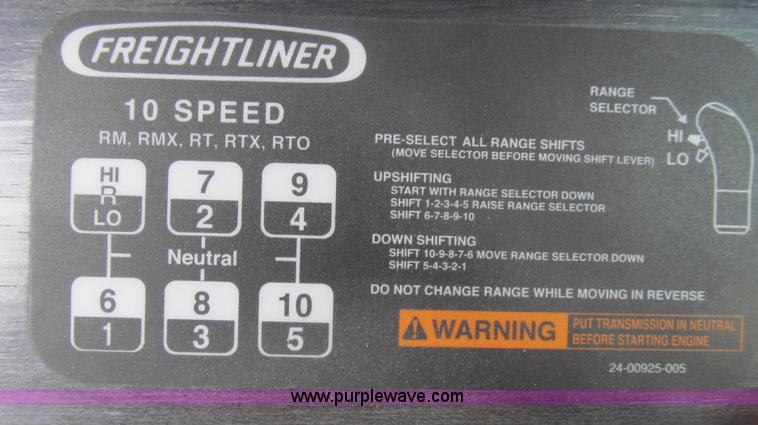 FREIGHTLINER
10 SPEED
RM, RMX, RT, RTX, RTO
HI
R
LO
7
2
9
4
Neutral
6
1
8
3
10
5
RANGE
SELECTOR
HI
LO
PRE-SELECT ALL RANGE SHIFTS
(MOVE SELECTOR BEFORE MOVING SHIFT LEVER)
UPSHIFTING
START WITH RANGE SELECTOR DOWN
SHIFT 1-2-3-4-5 RAISE RANGE SELECTOR
SHIFT 6-7-8-9-10
DOWN SHIFTING
SHIFT 10-9-8-7-6 MOVE RANGE SELECTOR DOWN
SHIFT 5-4-3-2-1
DO NOT CHANGE RANGE WHILE MOVING IN REVERSE
WARNING
PUT TRANSMISSION IN NEUTRAL
BEFORE STARTING ENGINE
24-00925-005
www.purplewave.com